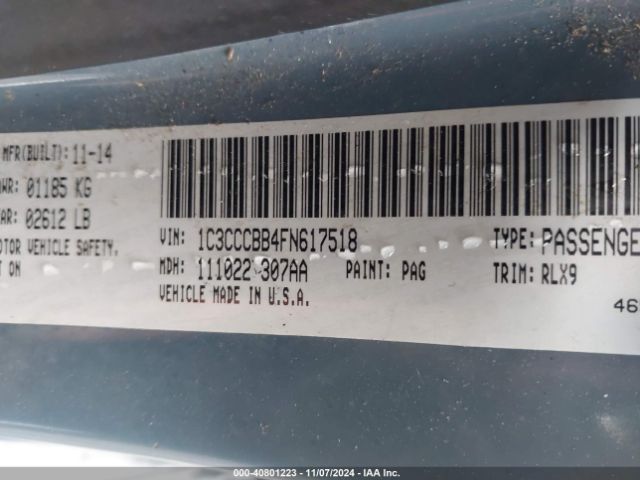 MFR(BUILT): 11-14
WR: 01185 KG
AR: 02612 LB
OTOR VEHICLE SAFETY.
T ON
VIN: 1C3CCCBB4FN617518
TYPE: PASSENGE
MDH: 111022 307AA
PAINT: PAG
TRIM: RLX9
VEHICLE MADE IN U.S.A.
46
000-40801223 - 11/07/2024 - IAA Inc.